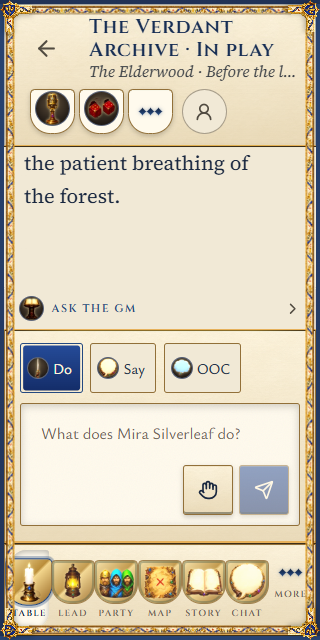 The Verdant
Archive · In play
The Elderwood · Before the l...
the patient breathing of
the forest.
ASK THE GM
Do
Say
OOC
What does Mira Silverleaf do?
TABLE
LEAD
PARTY
MAP
STORY
CHAT
MORE